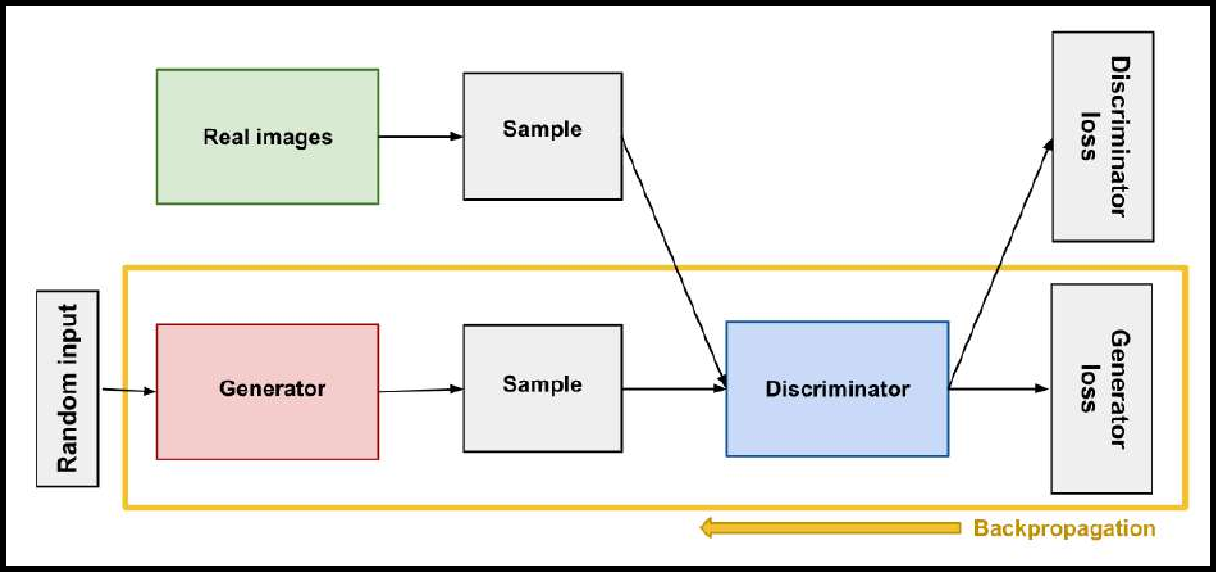 Real images
Sample
Discriminator
loss
Random input
Generator
Sample
Discriminator
Generator
loss
Backpropagation